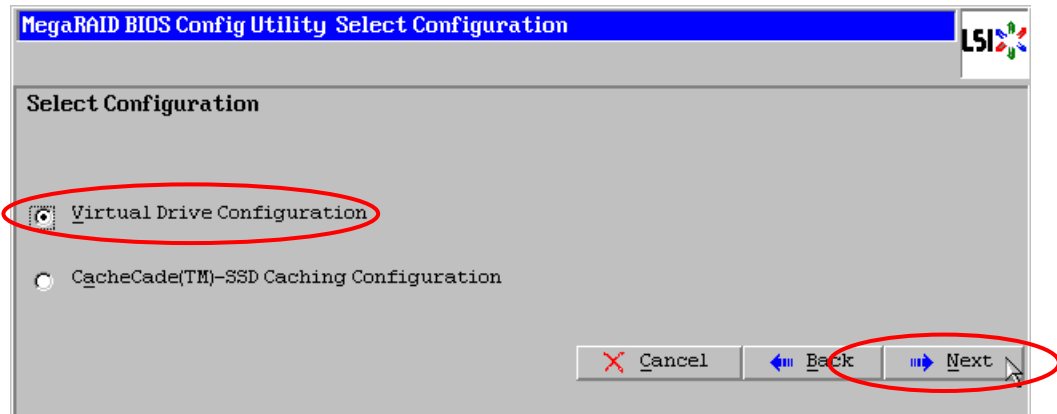 MegaRAID BIOS Config Utility Select Configuration
LSI
Select Configuration
Virtual Drive Configuration
CacheCade(TM)-SSD Caching Configuration
Cancel
Back
Next